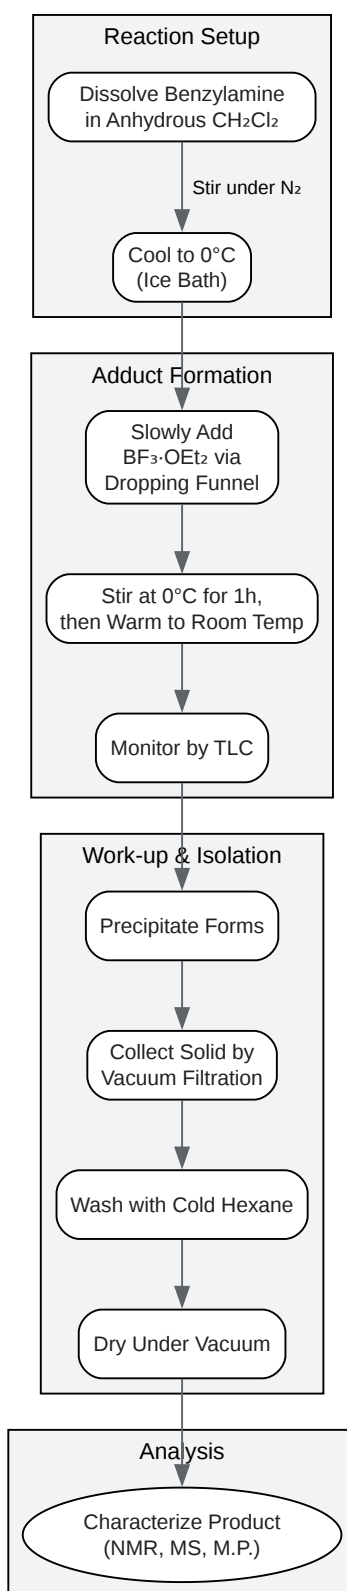 Reaction Setup
Dissolve Benzylamine
in Anhydrous CH₂Cl₂
Stir under N₂
Cool to 0°C
(Ice Bath)
Adduct Formation
Slowly Add
BF₃·OEt₂ via
Dropping Funnel
Stir at 0°C for 1h,
then Warm to Room Temp
Monitor by TLC
Work-up & Isolation
Precipitate Forms
Collect Solid by
Vacuum Filtration
Wash with Cold Hexane
Dry Under Vacuum
Analysis
Characterize Product
(NMR, MS, M.P.)